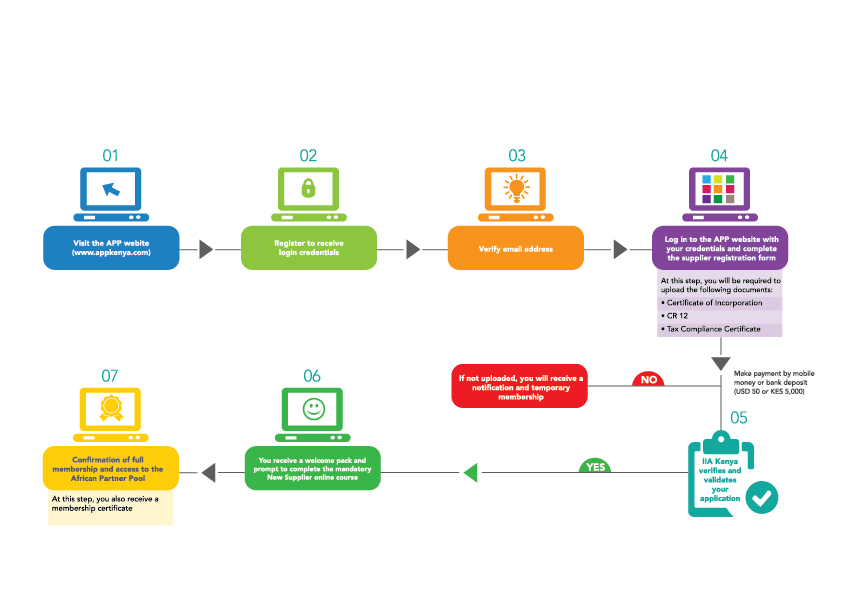 01
Visit the APP webite
(www.appkenya.com)
02
Register to receive
login credentials
03
Verify email address
04
Log in to the APP website with
your credentials and complete
the supplier registration form
At this step, you will be required to
upload the following documents:
• Certificate of Incorporation
• CR 12
• Tax Compliance Certificate
Make payment by mobile
money or bank deposit
(USD 50 or KES 5,000)
NO
If not uploaded, you will receive a
notification and temporary
membership
05
IIA Kenya
verifies and
validates
your
application
YES
06
You receive a welcome pack and
prompt to complete the mandatory
New Supplier online course
07
Confirmation of full
membership and access to the
African Partner Pool
At this step, you also receive a
membership certificate